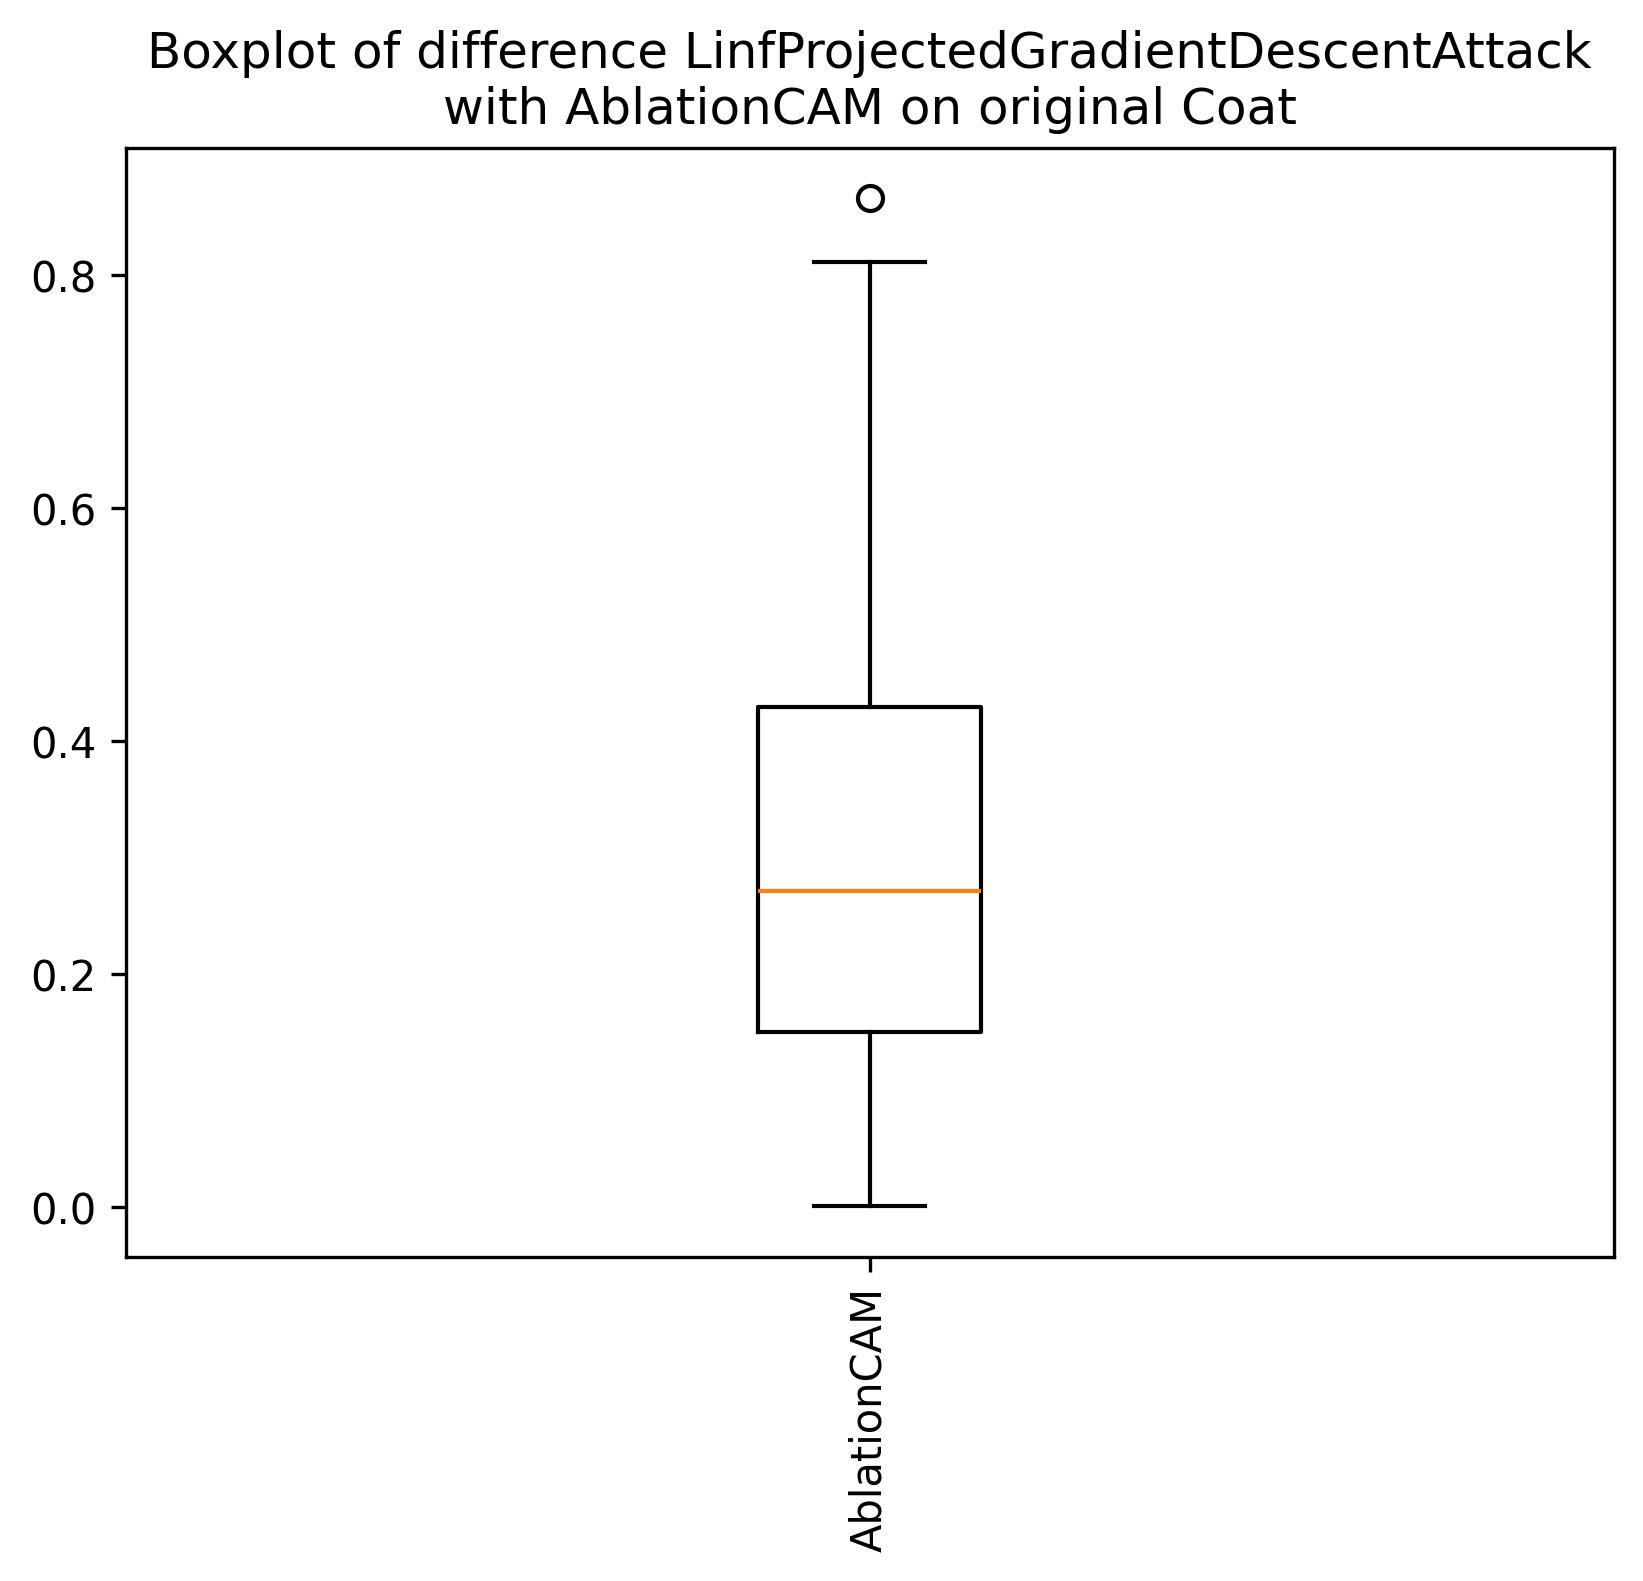 Boxplot of difference LinfProjectedGradientDescentAttack
with AblationCAM on original Coat
0.8
0.6
0.4
0.2
0.0
AblationCAM